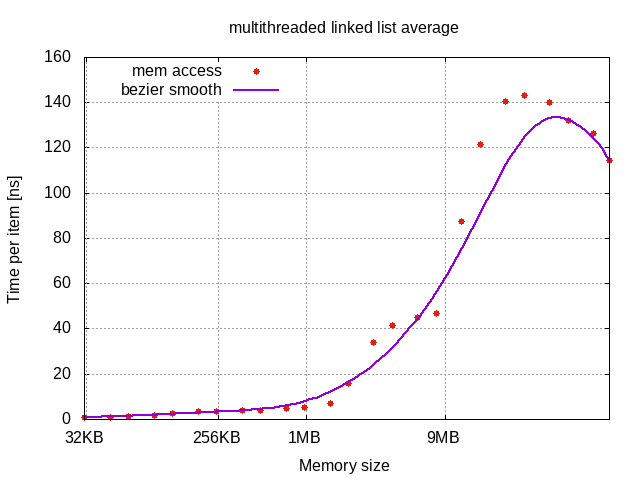 multithreaded linked list average
160
140
120
100
80
60
40
20
0
mem access
bezier smooth
Time per item [ns]
32KB 256KB 1MB 9MB
Memory size